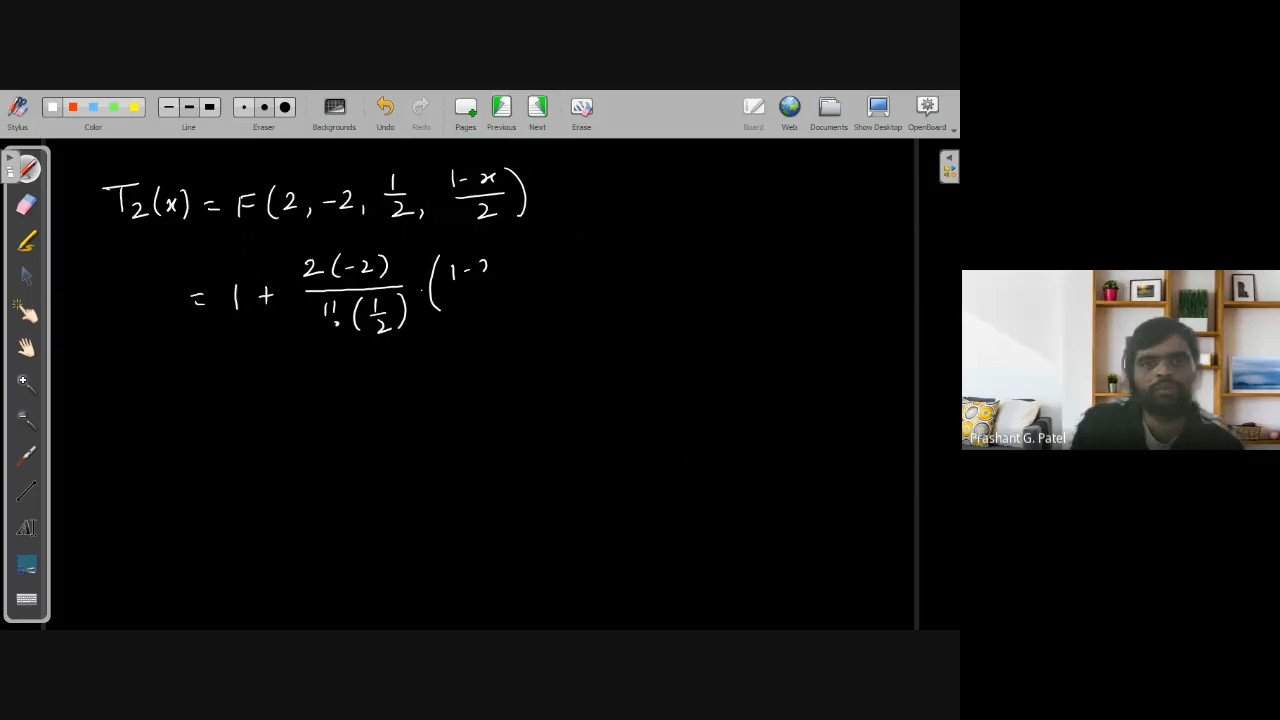 Stylus Color Line Eraser Backgrounds Undo Redo Pages Previous Next Erase Board Web Documents Show Desktop OpenBoard
T₂(x) = F(2, -2, 1/2, (1-x)/2)
= 1 + 2(-2)/(1!(1/2)) · (1-
Prashant G. Patel